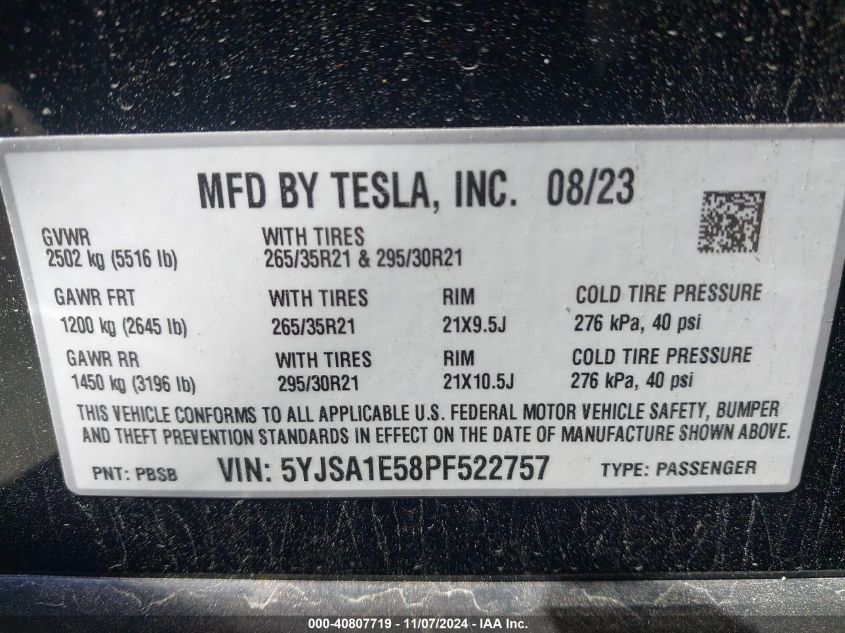 MFD BY TESLA, INC. 08/23
GVWR WITH TIRES
2502 kg (5516 lb) 265/35R21 & 295/30R21
GAWR FRT WITH TIRES RIM COLD TIRE PRESSURE
1200 kg (2645 lb) 265/35R21 21X9.5J 276 kPa, 40 psi
GAWR RR WITH TIRES RIM COLD TIRE PRESSURE
1450 kg (3196 lb) 295/30R21 21X10.5J 276 kPa, 40 psi
THIS VEHICLE CONFORMS TO ALL APPLICABLE U.S. FEDERAL MOTOR VEHICLE SAFETY, BUMPER
AND THEFT PREVENTION STANDARDS IN EFFECT ON THE DATE OF MANUFACTURE SHOWN ABOVE.
PNT: PBSB VIN: 5YJSA1E58PF522757 TYPE: PASSENGER
000-40807719 - 11/07/2024 - IAA Inc.